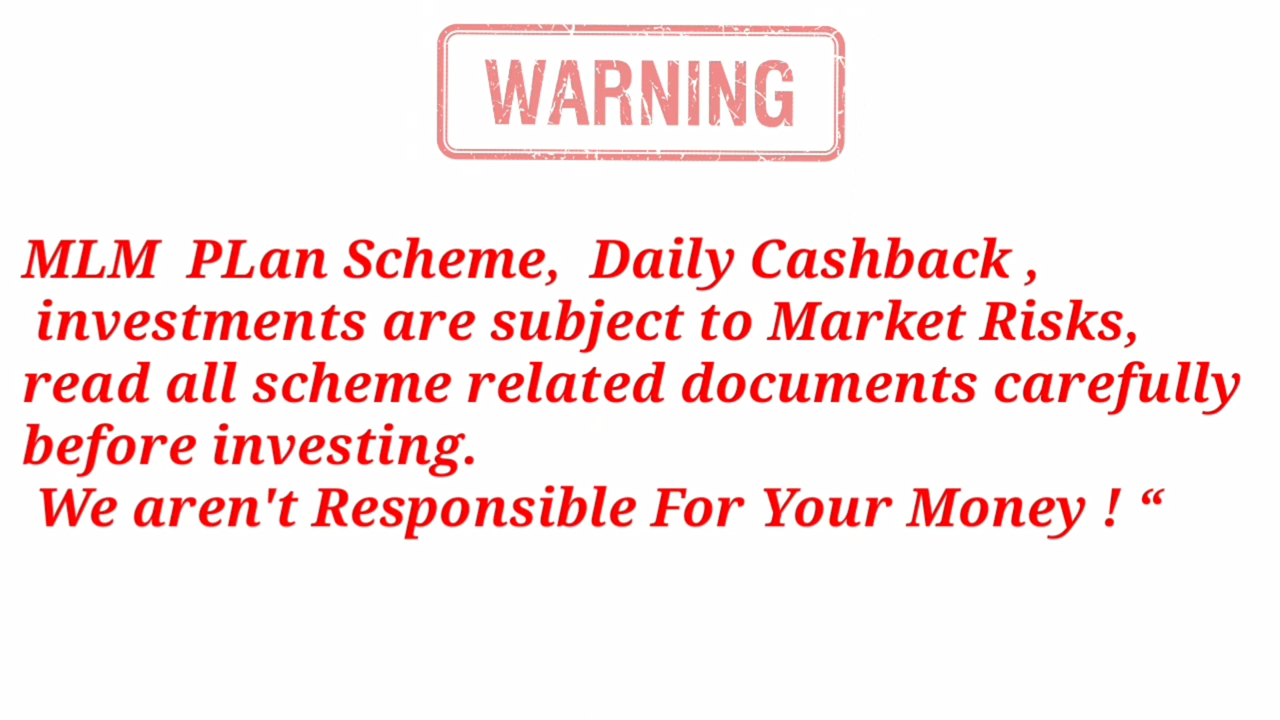 WARNING
MLM PLan Scheme, Daily Cashback ,
investments are subject to Market Risks,
read all scheme related documents carefully
before investing.
We aren't Responsible For Your Money ! “